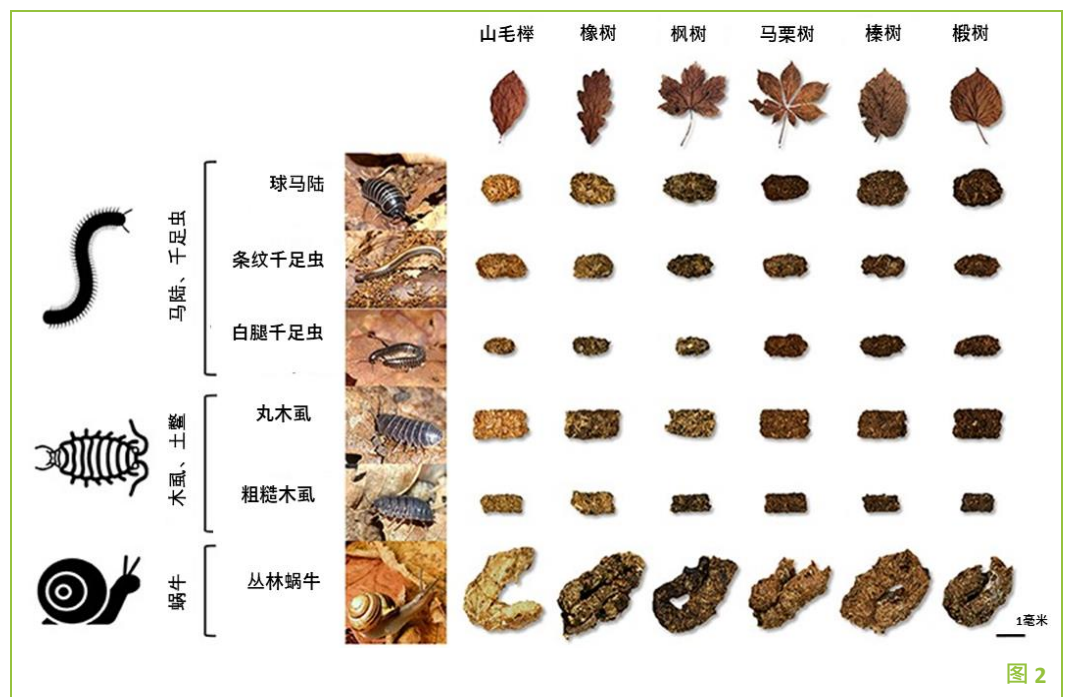 山毛榉 橡树 枫树 马栗树 榛树 椴树
马陆、千足虫
球马陆
条纹千足虫
白腿千足虫
木虱、土鳖
丸木虱
粗糙木虱
蜗牛
丛林蜗牛
1毫米
图 2